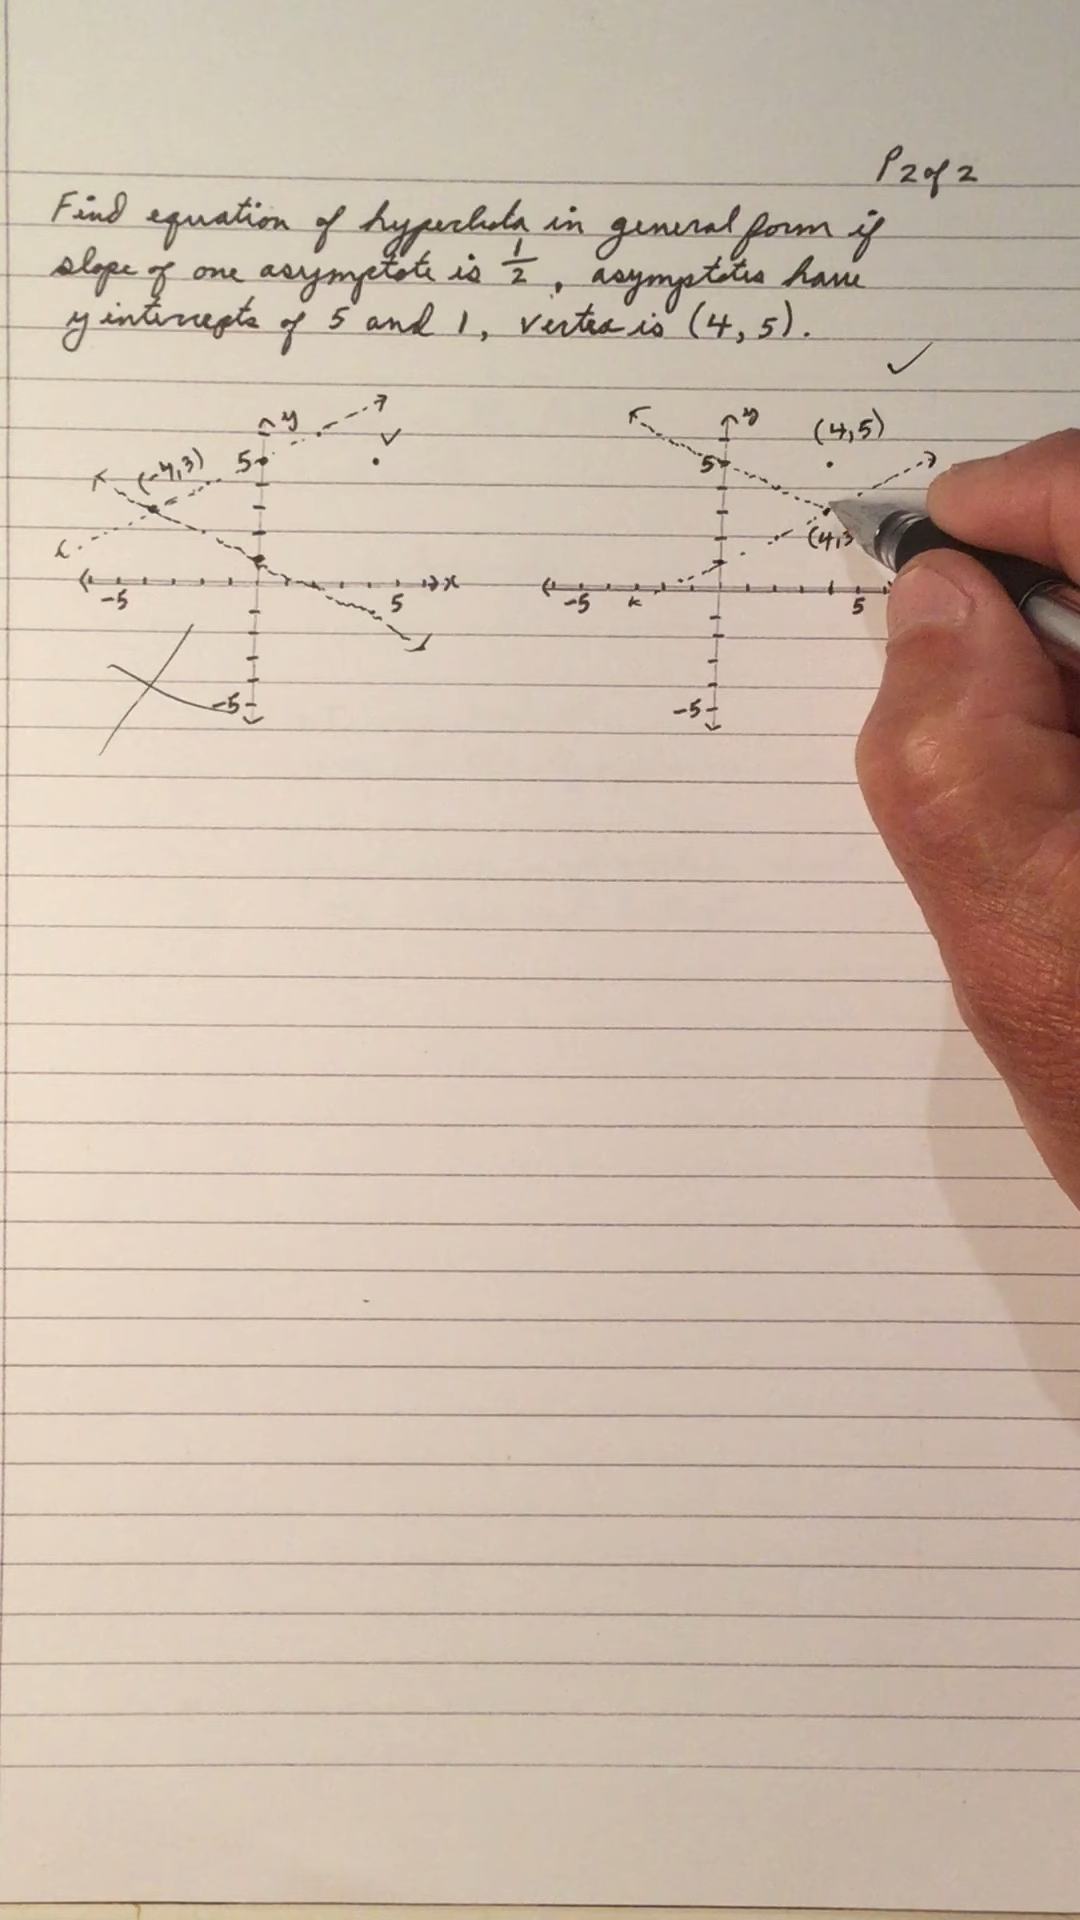 P 2 of 2
Find equation of hyperbola in general form if
slope of one asymptote is 1/2, asymptotes have
y intercepts of 5 and 1, vertex is (4, 5).
y
(-4,3)
5
-5
5
x
-5
y
(4,5)
5
(4,3
-5
5
-5